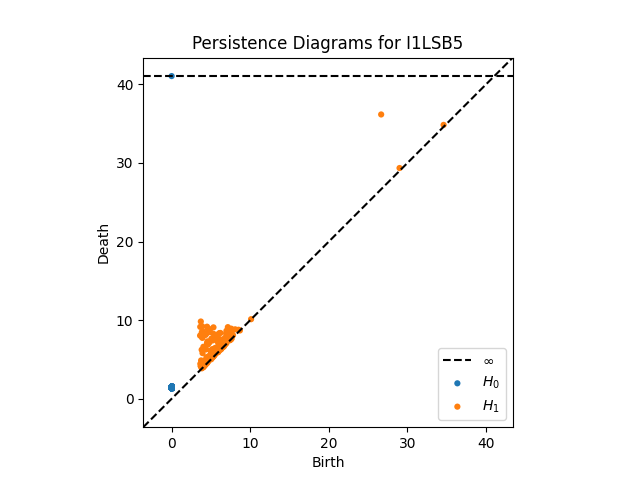 Persistence Diagrams for I1LSB5
Death
40
30
20
10
0
0 10 20 30 40
Birth
∞
H₀
H₁